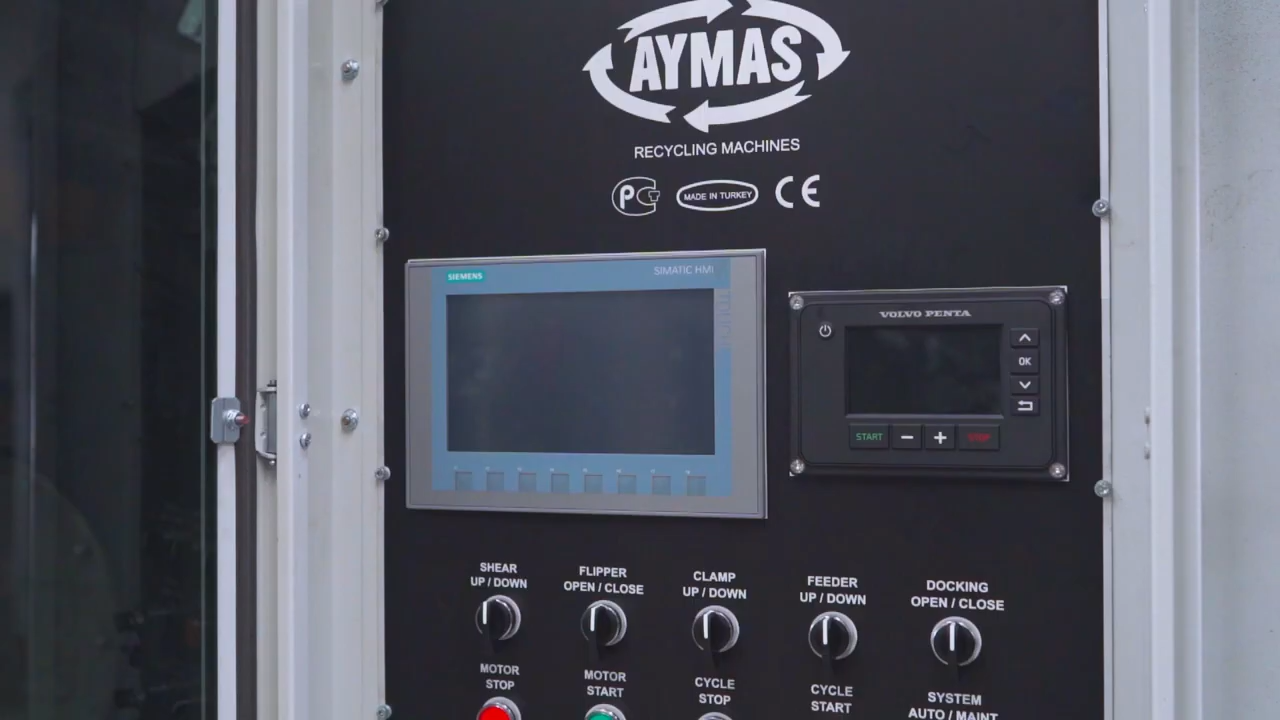 AYMAS
RECYCLING MACHINES
PG
MADE IN TURKEY
CE
SIEMENS
SIMATIC HMI
TOUCH
VOLVO PENTA
OK
START
STOP
SHEAR
UP / DOWN
FLIPPER
OPEN / CLOSE
CLAMP
UP / DOWN
FEEDER
UP / DOWN
DOCKING
OPEN / CLOSE
MOTOR
STOP
MOTOR
START
CYCLE
STOP
CYCLE
START
SYSTEM
AUTO / MAINT